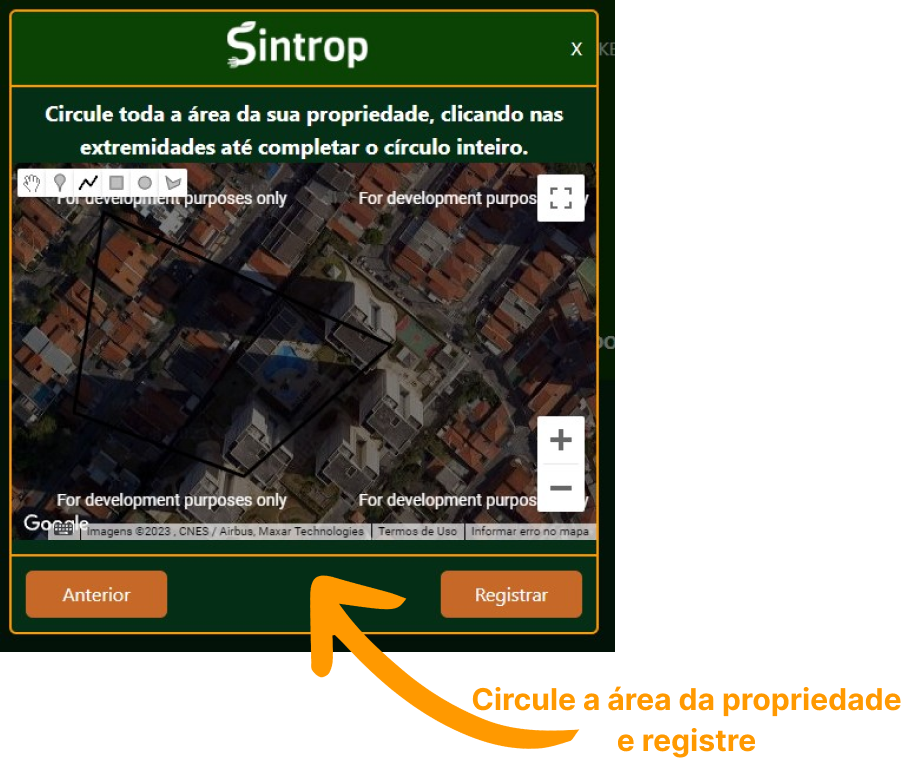 Sintrop
X
KE
Circule toda a área da sua propriedade, clicando nas
extremidades até completar o círculo inteiro.
For development purposes only
For development purpos y
DO
For development purposes only
For development purpos y
Google
Imagens ©2023 , CNES / Airbus, Maxar Technologies
Termos de Uso
Informar erro no mapa
Anterior
Registrar
Circule a área da propriedade
e registre